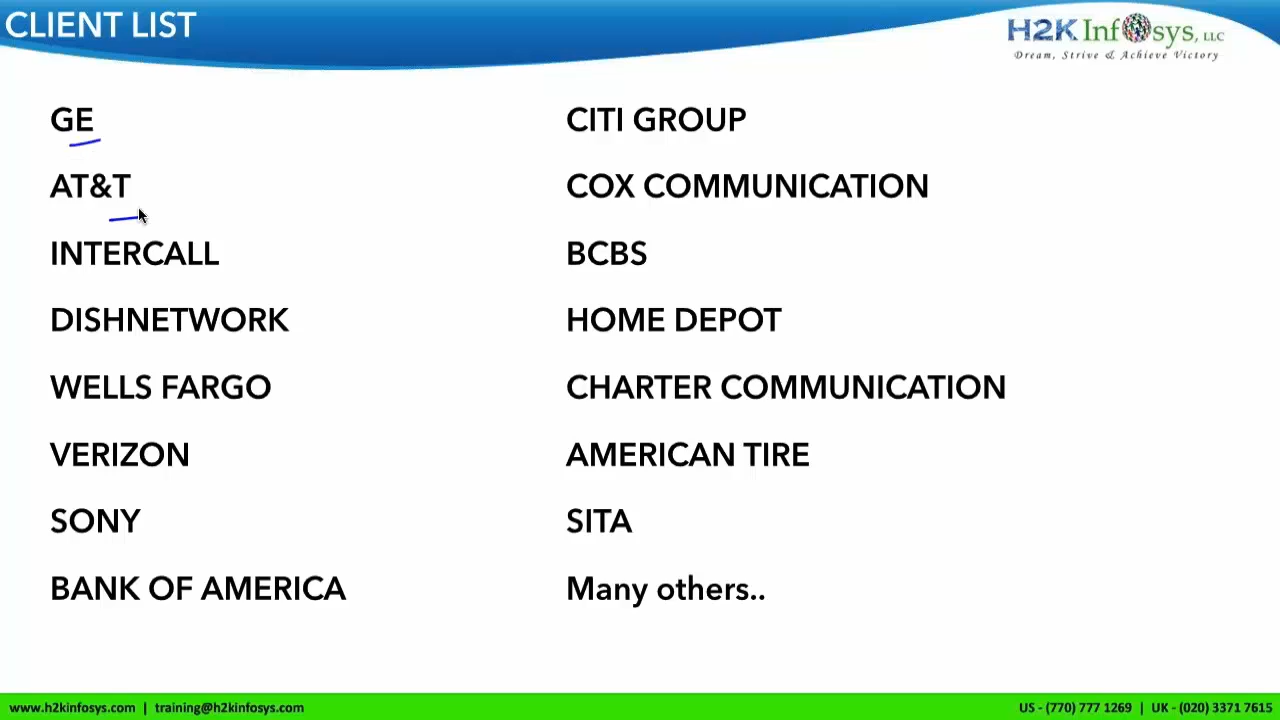 CLIENT LIST
H2K Infosys, LLC
Dream, Strive & Achieve Victory
GE
AT&T
INTERCALL
DISHNETWORK
WELLS FARGO
VERIZON
SONY
BANK OF AMERICA
CITI GROUP
COX COMMUNICATION
BCBS
HOME DEPOT
CHARTER COMMUNICATION
AMERICAN TIRE
SITA
Many others..
www.h2kinfosys.com | training@h2kinfosys.com
US - (770) 777 1269 | UK - (020) 3371 7615